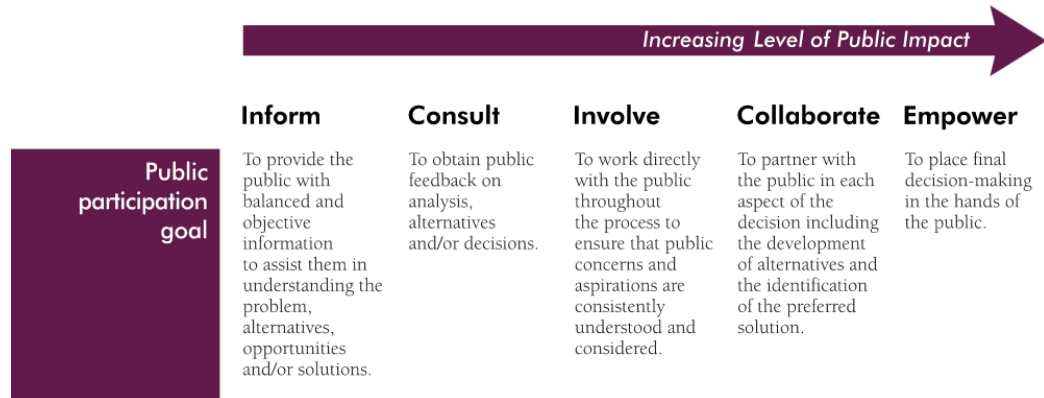 Increasing Level of Public Impact
Inform
Consult
Involve
Collaborate
Empower
Public
participation
goal
To provide the
public with
balanced and
objective
information
to assist them in
understanding the
problem,
alternatives,
opportunities
and/or solutions.
To obtain public
feedback on
analysis,
alternatives
and/or decisions.
To work directly
with the public
throughout
the process to
ensure that public
concerns and
aspirations are
consistently
understood and
considered.
To partner with
the public in each
aspect of the
decision including
the development
of alternatives and
the identification
of the preferred
solution.
To place final
decision-making
in the hands of
the public.